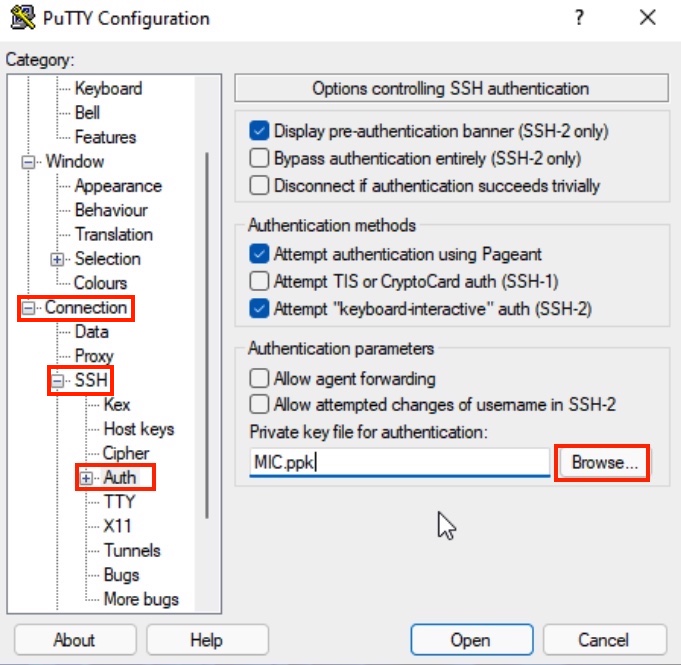 PuTTY Configuration
?
Category:
Keyboard
Bell
Features
Window
Appearance
Behaviour
Translation
Selection
Colours
Connection
Data
Proxy
SSH
Kex
Host keys
Cipher
Auth
TTY
X11
Tunnels
Bugs
More bugs
Options controlling SSH authentication
Display pre-authentication banner (SSH-2 only)
Bypass authentication entirely (SSH-2 only)
Disconnect if authentication succeeds trivially
Authentication methods
Attempt authentication using Pageant
Attempt TIS or CryptoCard auth (SSH-1)
Attempt "keyboard-interactive" auth (SSH-2)
Authentication parameters
Allow agent forwarding
Allow attempted changes of username in SSH-2
Private key file for authentication:
MIC.ppk
Browse...
About
Help
Open
Cancel